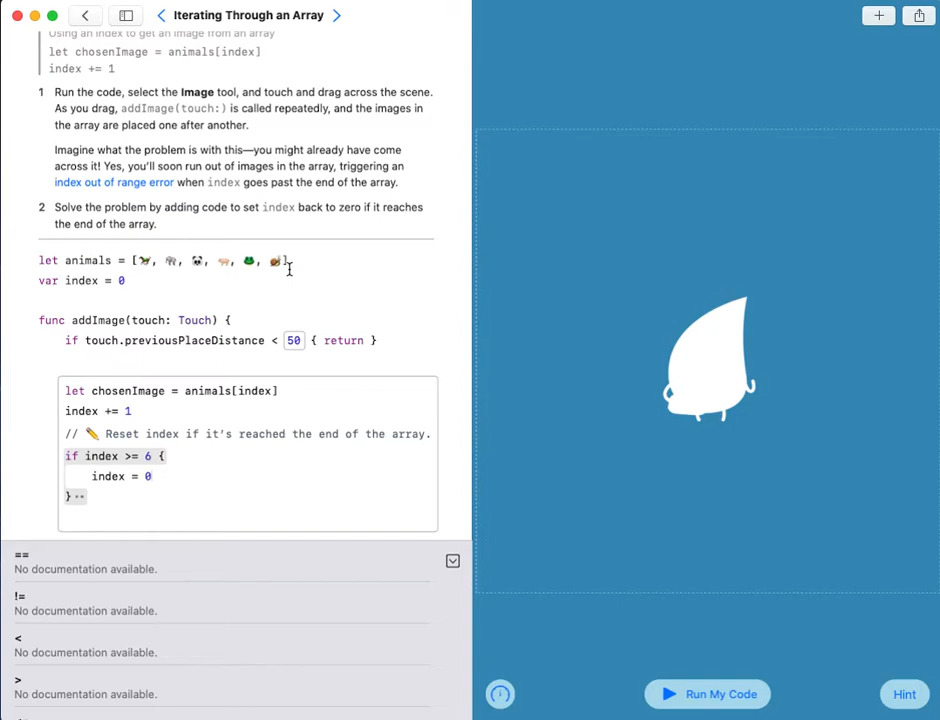 Iterating Through an Array
Using an index to get an image from an array
let chosenImage = animals[index]
index += 1
1 Run the code, select the Image tool, and touch and drag across the scene.
As you drag, addImage(touch:) is called repeatedly, and the images in
the array are placed one after another.
Imagine what the problem is with this—you might already have come
across it! Yes, you'll soon run out of images in the array, triggering an
index out of range error when index goes past the end of the array.
2 Solve the problem by adding code to set index back to zero if it reaches
the end of the array.
let animals = [🐎, 🐘, 🐼, 🐖, 🐸, 🐌]
var index = 0
func addImage(touch: Touch) {
if touch.previousPlaceDistance < 50 { return }
let chosenImage = animals[index]
index += 1
// ✏️ Reset index if it's reached the end of the array.
if index >= 6 {
index = 0
}
==
No documentation available.
!=
No documentation available.
<
No documentation available.
>
No documentation available.
Run My Code
Hint